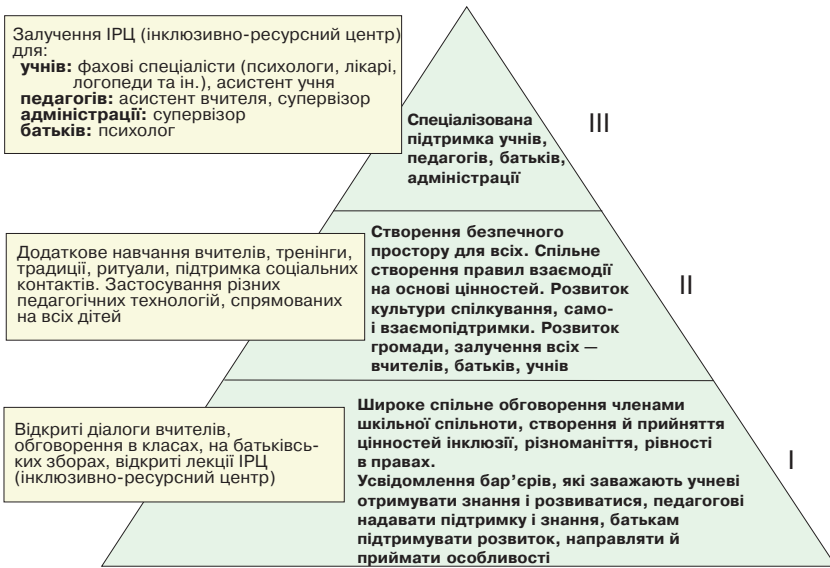 Залучення ІРЦ (інклюзивно-ресурсний центр)
для:
учнів: фахові спеціалісти (психологи, лікарі,
логопеди та ін.), асистент учня
педагогів: асистент вчителя, супервізор
адміністрації: супервізор
батьків: психолог
Спеціалізована
підтримка учнів,
педагогів, батьків,
адміністрації
III
Додаткове навчання вчителів, тренінги,
традиції, ритуали, підтримка соціальних
контактів. Застосування різних
педагогічних технологій, спрямованих
на всіх дітей
Створення безпечного
простору для всіх. Спільне
створення правил взаємодії
на основі цінностей. Розвиток
культури спілкування, само-
і взаємопідтримки. Розвиток
громади, залучення всіх —
вчителів, батьків, учнів
II
Відкриті діалоги вчителів,
обговорення в класах, на батьківсь-
ких зборах, відкриті лекції ІРЦ
(інклюзивно-ресурсний центр)
Широке спільне обговорення членами
шкільної спільноти, створення й прийняття
цінностей інклюзії, різноманіття, рівності
в правах.
Усвідомлення бар’єрів, які заважають учневі
отримувати знання і розвиватися, педагогові
надавати підтримку і знання, батькам
підтримувати розвиток, направляти й
приймати особливості
I